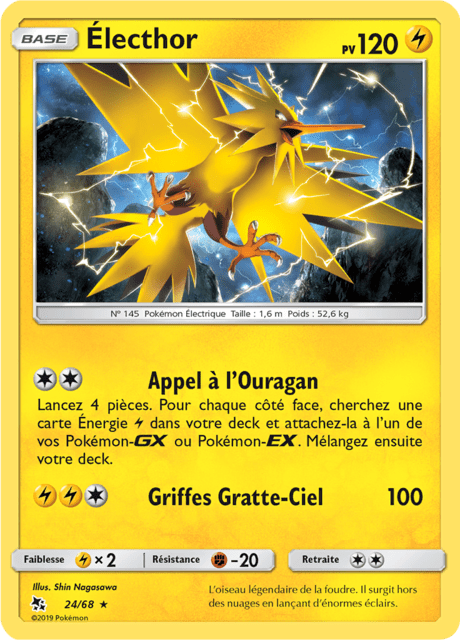 BASE Électhor PV 120
N° 145 Pokémon Électrique Taille : 1,6 m Poids : 52,6 kg
Appel à l'Ouragan
Lancez 4 pièces. Pour chaque côté face, cherchez une
carte Énergie dans votre deck et attachez-la à l'un de
vos Pokémon-GX ou Pokémon-EX. Mélangez ensuite
votre deck.
Griffes Gratte-Ciel 100
Faiblesse ×2 Résistance -20 Retraite
Illus. Shin Nagasawa
24/68 ★
©2019 Pokémon
L'oiseau légendaire de la foudre. Il surgit hors
des nuages en lançant d'énormes éclairs.